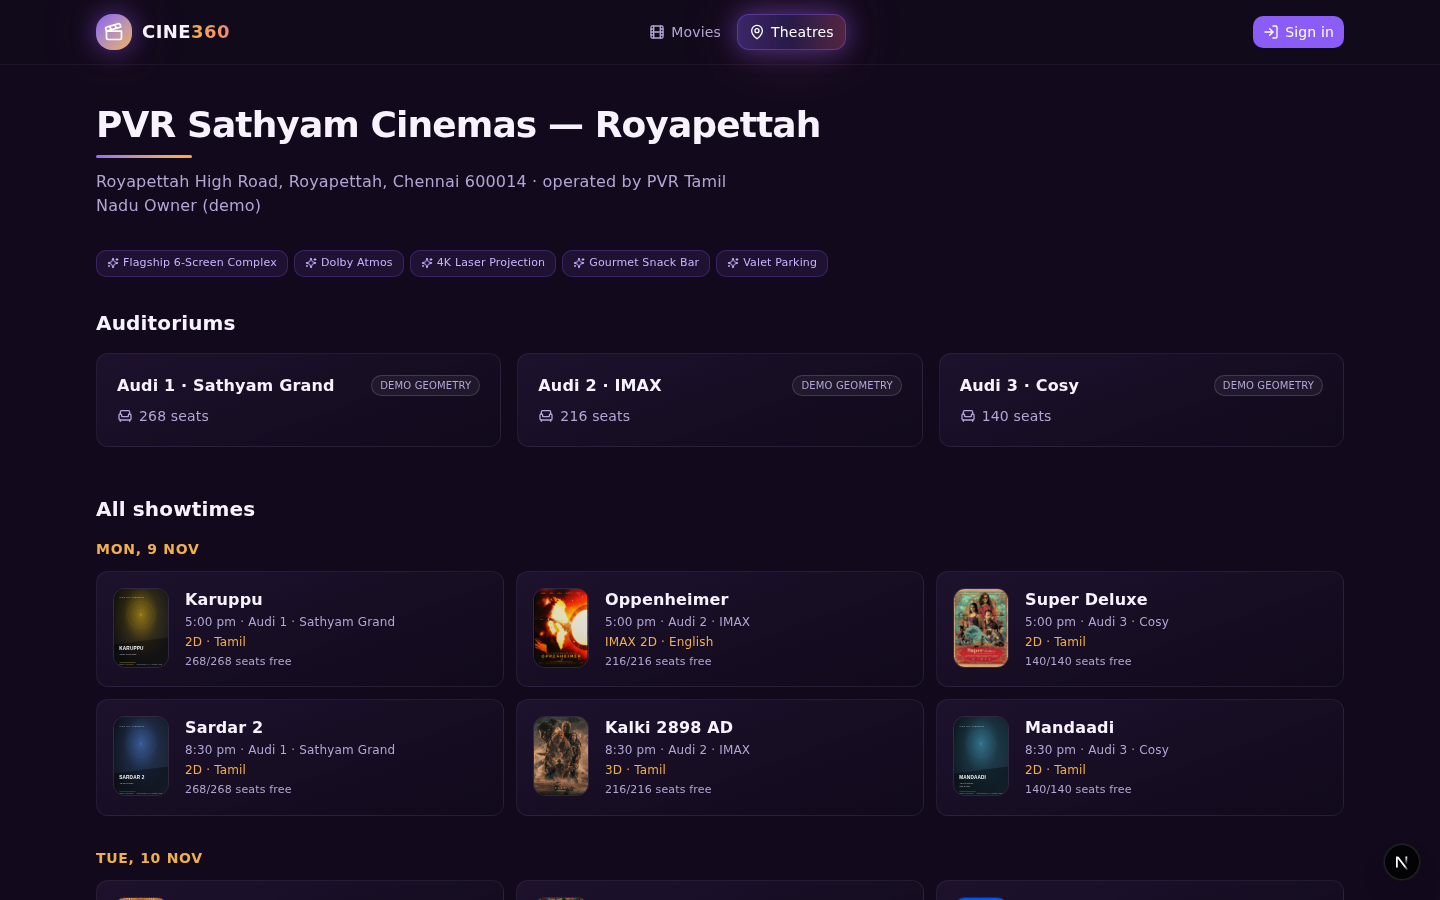 CINE360
Movies
Theatres
Sign in
PVR Sathyam Cinemas — Royapettah
Royapettah High Road, Royapettah, Chennai 600014 · operated by PVR Tamil
Nadu Owner (demo)
Flagship 6-Screen Complex
Dolby Atmos
4K Laser Projection
Gourmet Snack Bar
Valet Parking
Auditoriums
Audi 1 · Sathyam Grand
DEMO GEOMETRY
268 seats
Audi 2 · IMAX
DEMO GEOMETRY
216 seats
Audi 3 · Cosy
DEMO GEOMETRY
140 seats
All showtimes
MON, 9 NOV
KARUPPU
Karuppu
5:00 pm · Audi 1 · Sathyam Grand
2D · Tamil
268/268 seats free
OPPENHEIMER
Oppenheimer
5:00 pm · Audi 2 · IMAX
IMAX 2D · English
216/216 seats free
Super Deluxe
5:00 pm · Audi 3 · Cosy
2D · Tamil
140/140 seats free
SARDAR 2
Sardar 2
8:30 pm · Audi 1 · Sathyam Grand
2D · Tamil
268/268 seats free
Kalki 2898 AD
8:30 pm · Audi 2 · IMAX
3D · Tamil
216/216 seats free
MANDAADI
Mandaadi
8:30 pm · Audi 3 · Cosy
2D · Tamil
140/140 seats free
TUE, 10 NOV
N